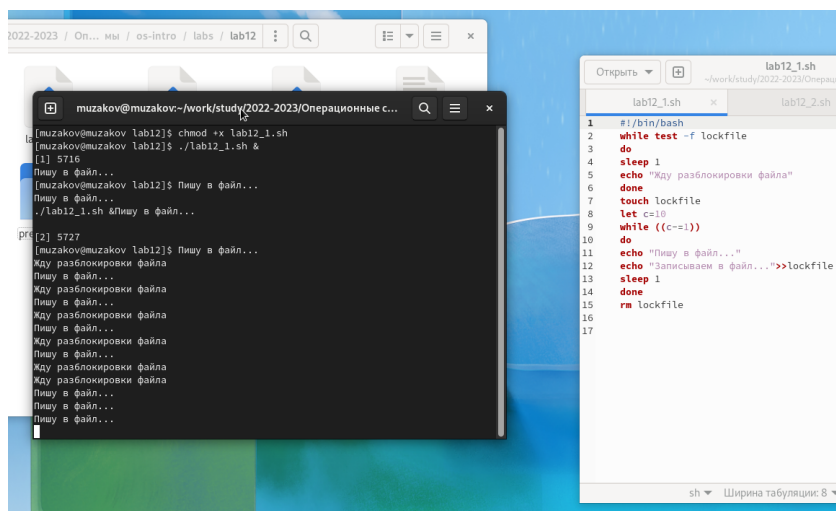 2022-2023 / Оп... мы / os-intro / labs / lab12
muzakov@muzakov:~/work/study/2022-2023/Операционные с...
[muzakov@muzakov lab12]$ chmod +x lab12_1.sh
[muzakov@muzakov lab12]$ ./lab12_1.sh &
[1] 5716
Пишу в файл...
[muzakov@muzakov lab12]$ Пишу в файл...
Пишу в файл...
./lab12_1.sh &Пишу в файл...
[2] 5727
[muzakov@muzakov lab12]$ Пишу в файл...
Жду разблокировки файла
Пишу в файл...
Жду разблокировки файла
Пишу в файл...
Жду разблокировки файла
Пишу в файл...
Жду разблокировки файла
Пишу в файл...
Жду разблокировки файла
Жду разблокировки файла
Пишу в файл...
Пишу в файл...
Пишу в файл...
la
pre
Открыть
lab12_1.sh
~/work/study/2022-2023/Операц
lab12_1.sh
lab12_2.sh
1 #!/bin/bash
2 while test -f lockfile
3 do
4 sleep 1
5 echo "Жду разблокировки файла"
6 done
7 touch lockfile
8 let c=10
9 while ((c-=1))
10 do
11 echo "Пишу в файл..."
12 echo "Записываем в файл...">>lockfile
13 sleep 1
14 done
15 rm lockfile
16
17
sh Ширина табуляции: 8